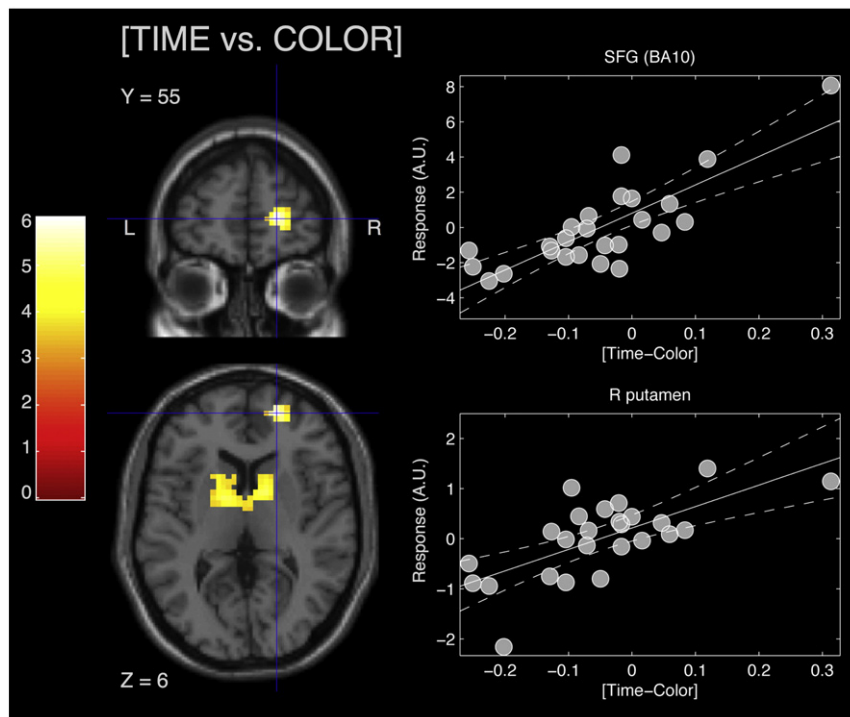 [TIME vs. COLOR]
Y = 55
L
R
6
5
4
3
2
1
0
Z = 6
SFG (BA10)
Response (A.U.)
8
6
4
2
0
−2
−4
−0.2 −0.1 0 0.1 0.2 0.3
[Time−Color]
R putamen
Response (A.U.)
2
1
0
−1
−2
−0.2 −0.1 0 0.1 0.2 0.3
[Time−Color]